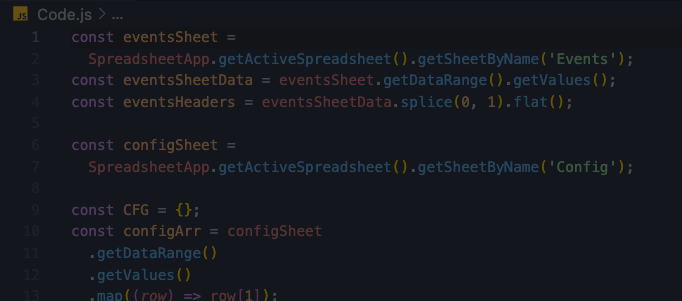 JS Code.js > ...
1 const eventsSheet =
2 SpreadsheetApp.getActiveSpreadsheet().getSheetByName('Events');
3 const eventsSheetData = eventsSheet.getDataRange().getValues();
4 const eventsHeaders = eventsSheetData.splice(0, 1).flat();
5
6 const configSheet =
7 SpreadsheetApp.getActiveSpreadsheet().getSheetByName('Config');
8
9 const CFG = {};
10 const configArr = configSheet
11 .getDataRange()
12 .getValues()
13 .map((row) => row[1]);